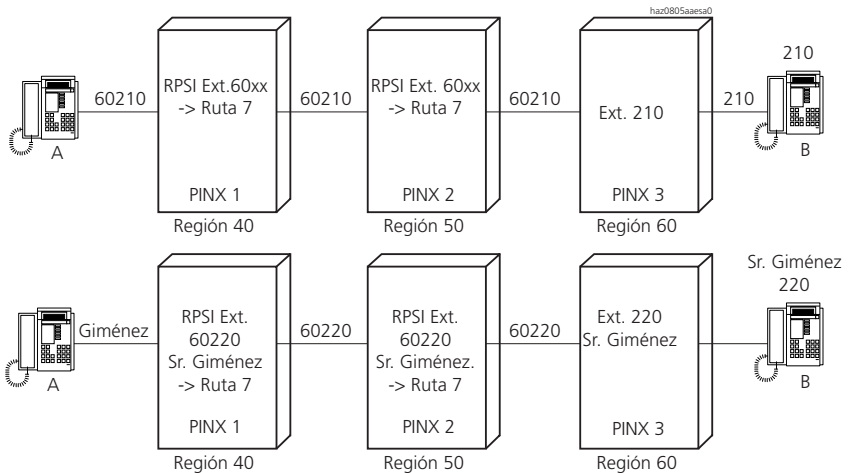 haz0805aaesa0
210
RPSI Ext.60xx
-> Ruta 7
RPSI Ext. 60xx
-> Ruta 7
60210
60210
60210
Ext. 210
210
A
B
PINX 1
PINX 2
PINX 3
Región 40
Región 50
Región 60
Sr. Giménez
220
Giménez
RPSI Ext.
60220
Sr. Giménez
-> Ruta 7
60220
RPSI Ext.
60220
Sr. Giménez.
-> Ruta 7
60220
Ext. 220
Sr. Giménez
A
B
PINX 1
PINX 2
PINX 3
Región 40
Región 50
Región 60